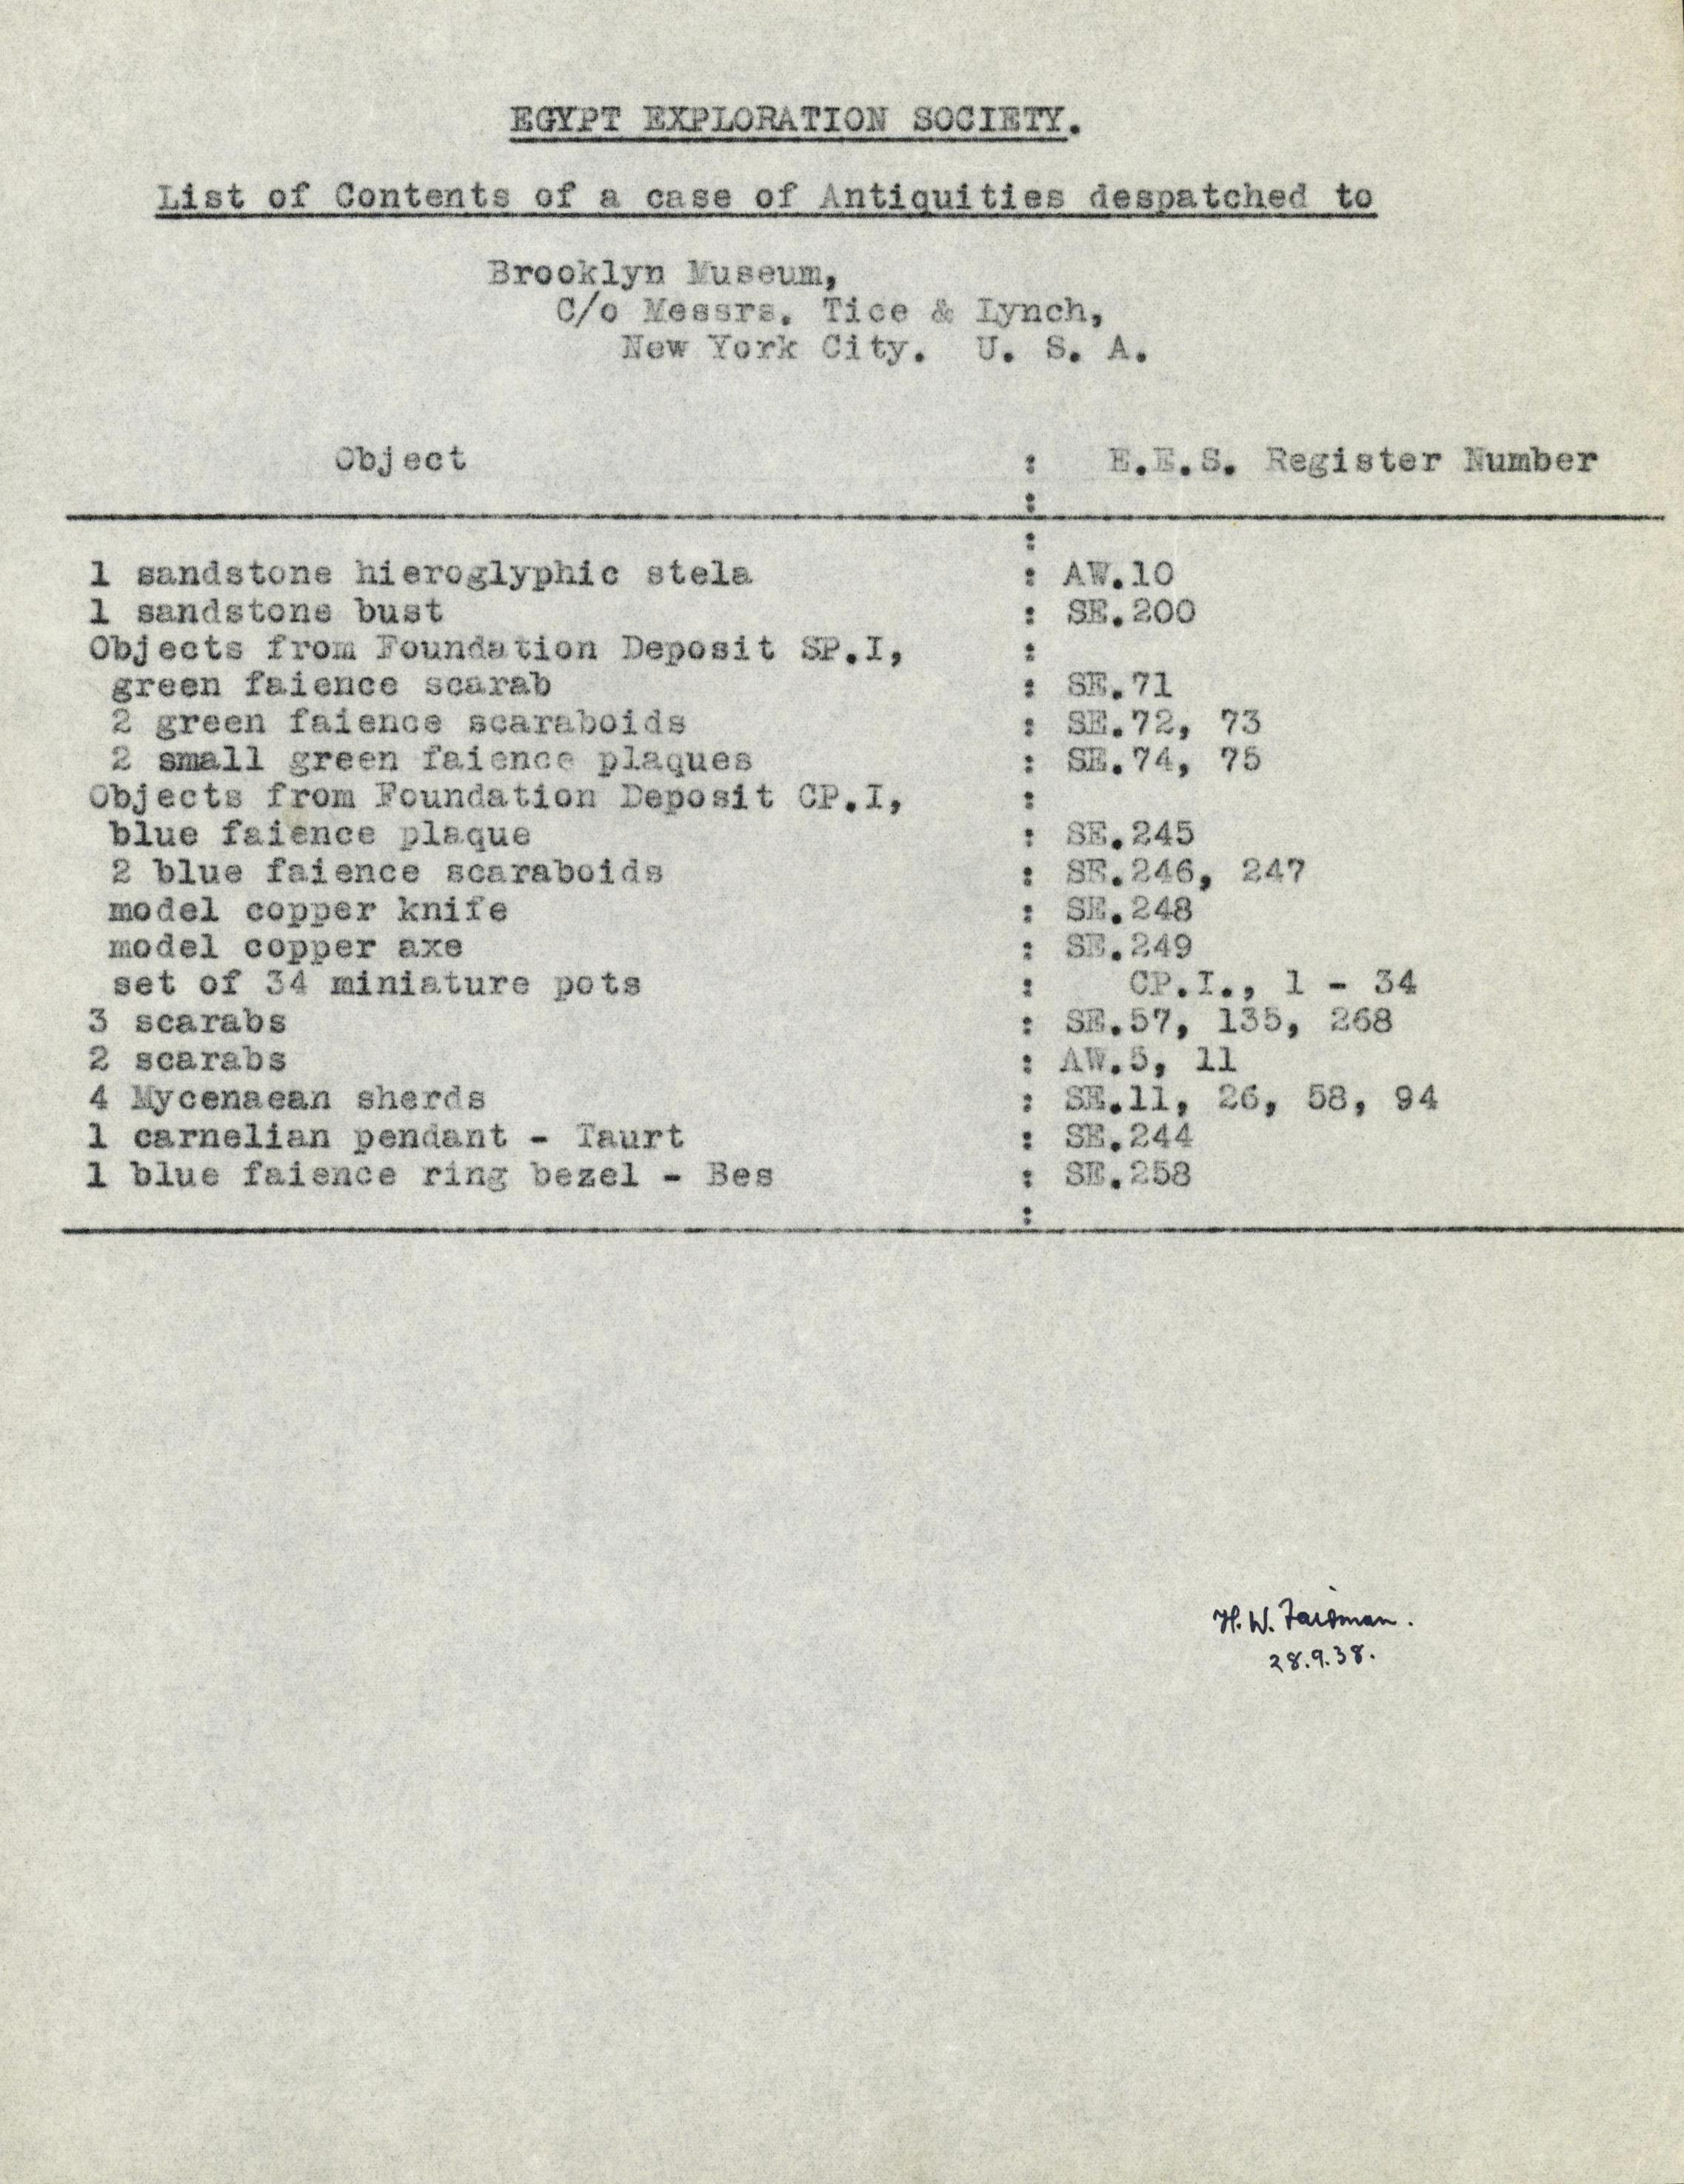 EGYPT EXPLORATION SOCIETY.
List of Contents of a case of Antiquities despatched to
Brooklyn Museum,
C/o Messrs. Tice & Lynch,
New York City. U. S. A.
Object : E.E.S. Register Number
:
:
1 sandstone hieroglyphic stela : AW.10
1 sandstone bust : SE.200
Objects from Foundation Deposit SP.I, :
green faience scarab : SE.71
2 green faience scaraboids : SE.72, 73
2 small green faience plaques : SE.74, 75
Objects from Foundation Deposit CP.I, :
blue faience plaque : SE.245
2 blue faience scaraboids : SE.246, 247
model copper knife : SE.248
model copper axe : SE.249
set of 34 miniature pots : CP.I., 1 - 34
3 scarabs : SE.57, 135, 268
2 scarabs : AW.5, 11
4 Mycenaean sherds : SE.11, 26, 58, 94
1 carnelian pendant - Taurt : SE.244
1 blue faience ring bezel - Bes : SE.258
:
H. W. Fairman.
28.9.38.